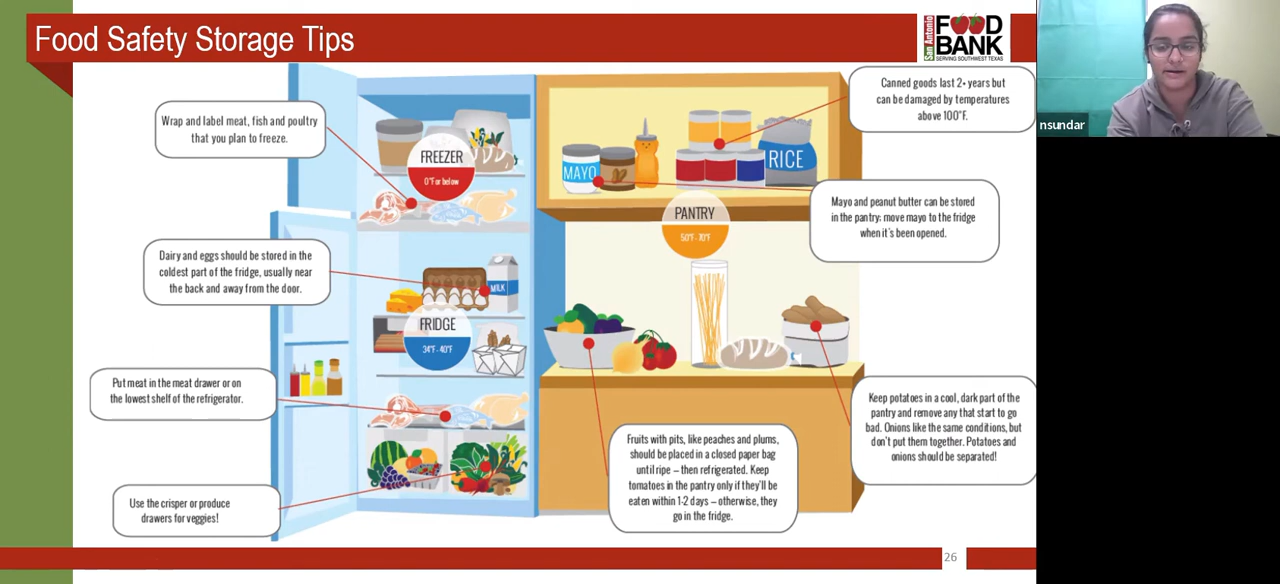 Food Safety Storage Tips
San Antonio
FOOD
BANK
SERVING SOUTHWEST TEXAS
nsundar
Wrap and label meat, fish and poultry
that you plan to freeze.
FREEZER
0°F or below
Dairy and eggs should be stored in the
coldest part of the fridge, usually near
the back and away from the door.
MILK
FRIDGE
34°F - 40°F
Put meat in the meat drawer or on
the lowest shelf of the refrigerator.
Use the crisper or produce
drawers for veggies!
Canned goods last 2+ years but
can be damaged by temperatures
above 100°F.
MAYO
RICE
Mayo and peanut butter can be stored
in the pantry; move mayo to the fridge
when it's been opened.
PANTRY
50°F - 70°F
Fruits with pits, like peaches and plums,
should be placed in a closed paper bag
until ripe – then refrigerated. Keep
tomatoes in the pantry only if they'll be
eaten within 1-2 days – otherwise, they
go in the fridge.
Keep potatoes in a cool, dark part of the
pantry and remove any that start to go
bad. Onions like the same conditions, but
don't put them together. Potatoes and
onions should be separated!
26